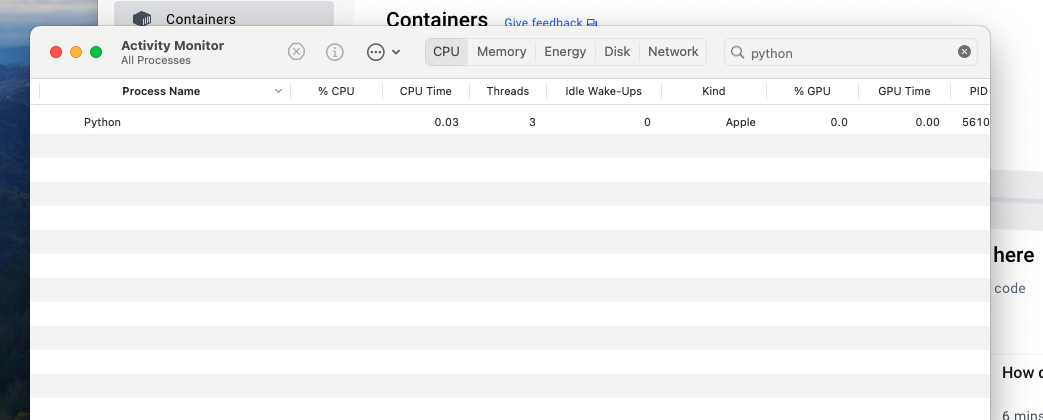 Containers
Containers Give feedback
Activity Monitor
All Processes
CPU Memory Energy Disk Network
python
Process Name % CPU CPU Time Threads Idle Wake-Ups Kind % GPU GPU Time PID
Python 0.03 3 0 Apple 0.0 0.00 5610
here
code
How
6 mins